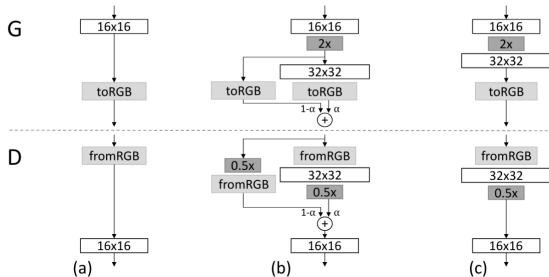 G
16x16
toRGB
16x16
2x
32x32
toRGB toRGB
1-α α
+
16x16
2x
32x32
toRGB
D
fromRGB
16x16
(a)
fromRGB
0.5x
fromRGB
32x32
0.5x
1-α α
+
16x16
(b)
fromRGB
32x32
0.5x
16x16
(c)